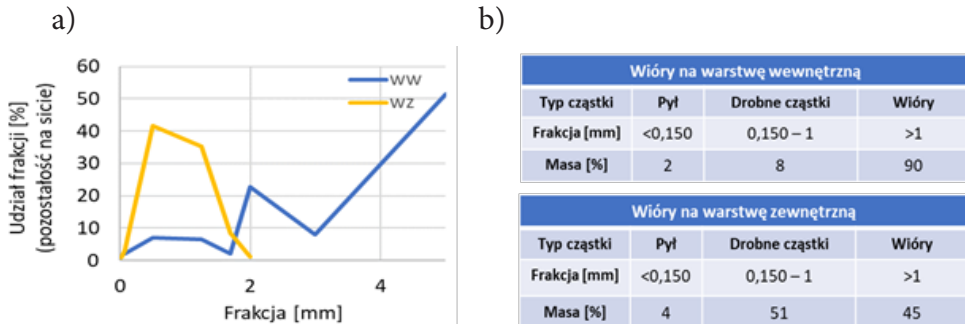 a)
b)
Udział frakcji [%]
(pozostałość na sicie)
60
50
40
30
20
10
0
WW
WZ
0
2
4
Frakcja [mm]
Wióry na warstwę wewnętrzną
Typ cząstki Pył Drobne cząstki Wióry
Frakcja [mm] <0,150 0,150 – 1 >1
Masa [%] 2 8 90
Wióry na warstwę zewnętrzną
Typ cząstki Pył Drobne cząstki Wióry
Frakcja [mm] <0,150 0,150 – 1 >1
Masa [%] 4 51 45